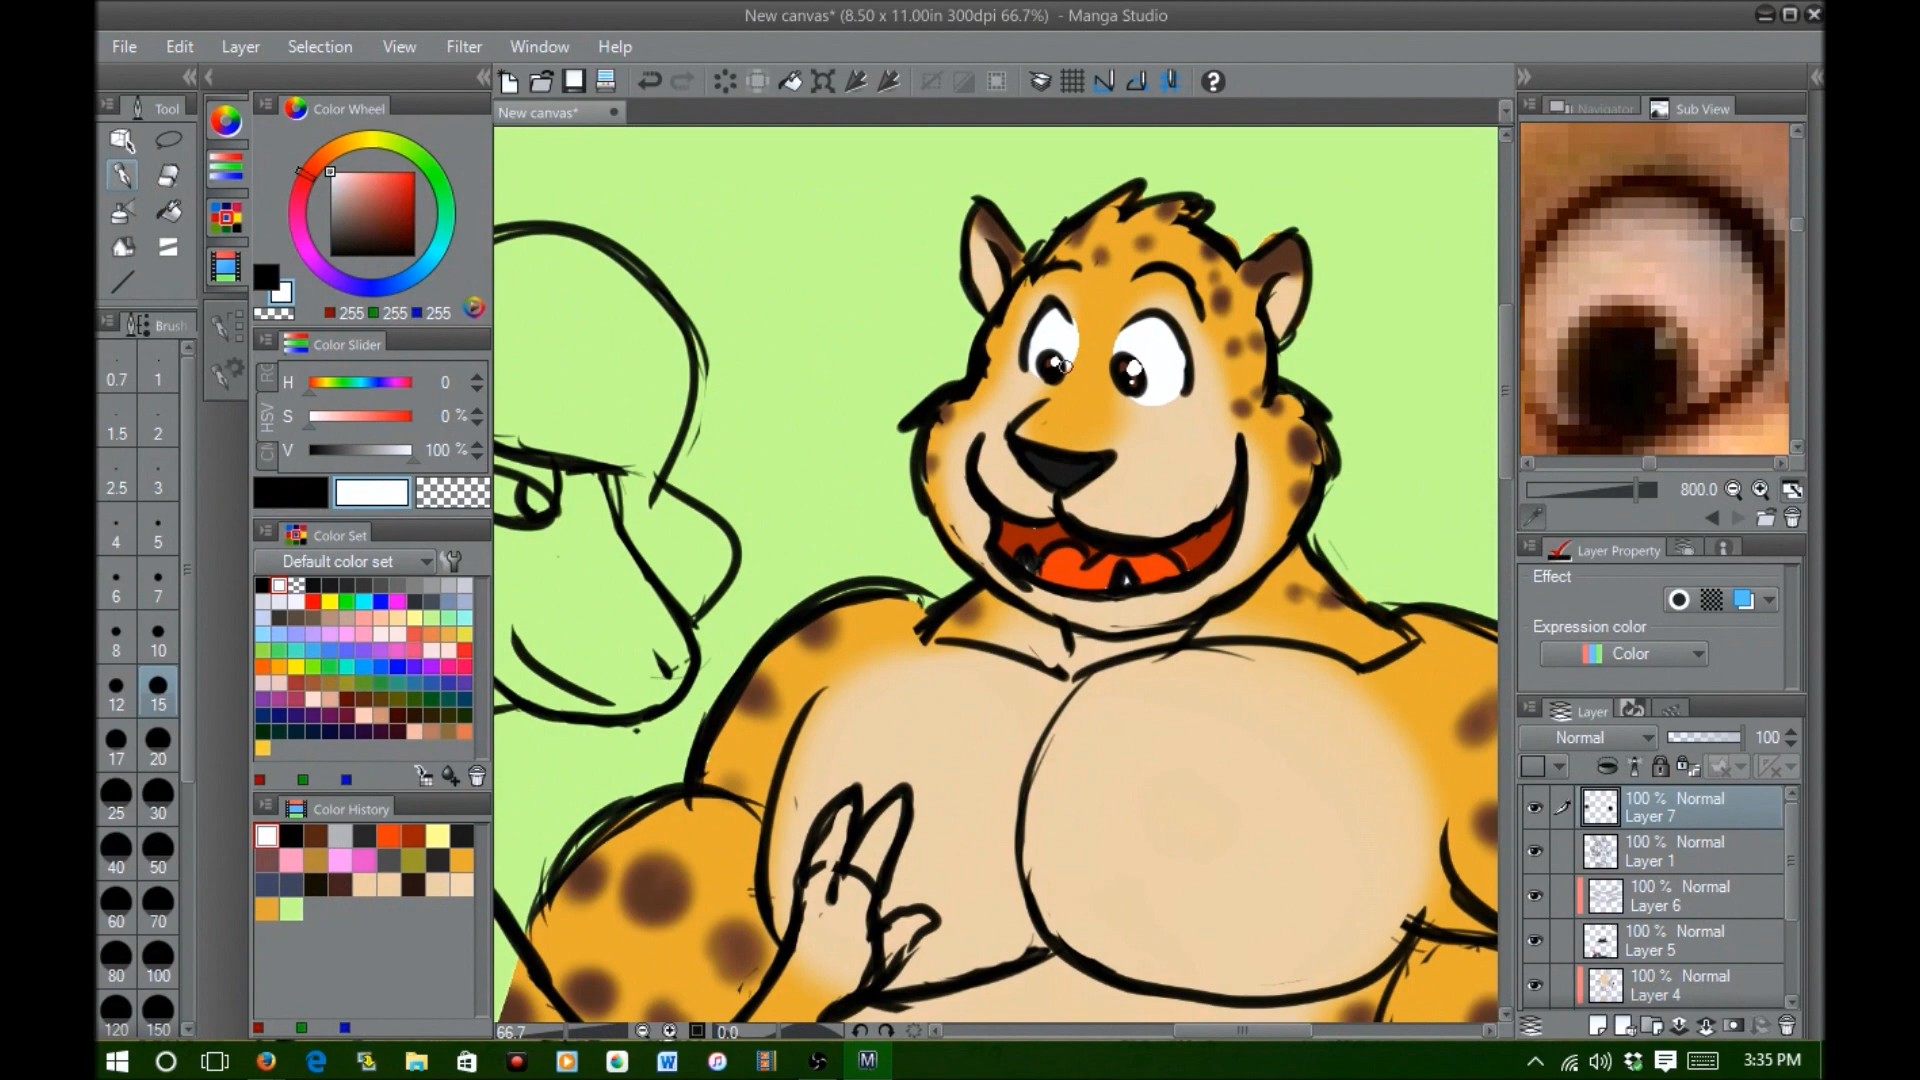 New canvas* (8.50 x 11.00in 300dpi 66.7%) - Manga Studio
File Edit Layer Selection View Filter Window Help
Tool
Color Wheel
New canvas*
Navigator
Sub View
255 255 255
Brush
Color Slider
HSV
H 0
S 0 %
V 100 %
0.7 1
1.5 2
2.5 3
4 5
6 7
8 10
12 15
17 20
25 30
40 50
60 70
80 100
120 150
Color Set
Default color set
Color History
800.0
Layer Property
Effect
Expression color
Color
Layer
Normal 100
100 % Normal
Layer 7
100 % Normal
Layer 1
100 % Normal
Layer 6
100 % Normal
Layer 5
100 % Normal
Layer 4
66.7 0.0
3:35 PM